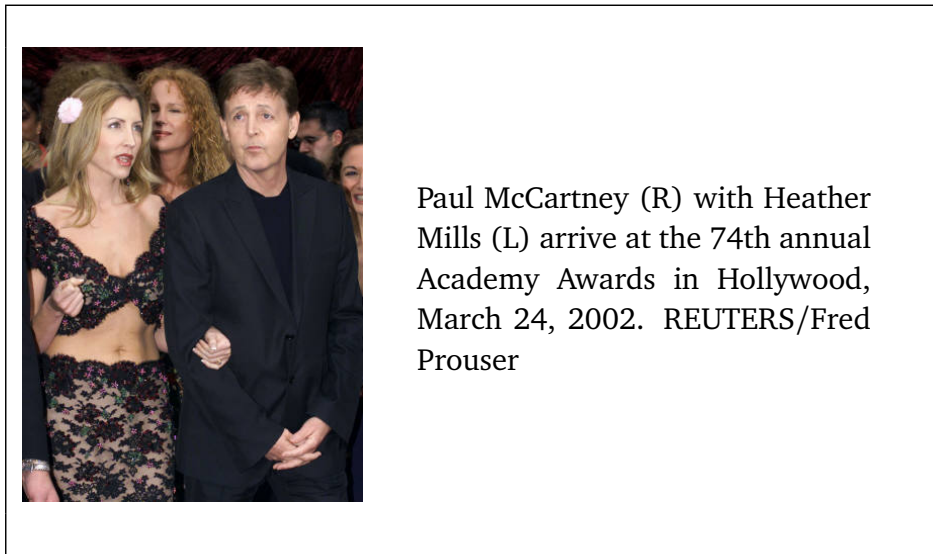 Paul McCartney (R) with Heather
Mills (L) arrive at the 74th annual
Academy Awards in Hollywood,
March 24, 2002. REUTERS/Fred
Prouser